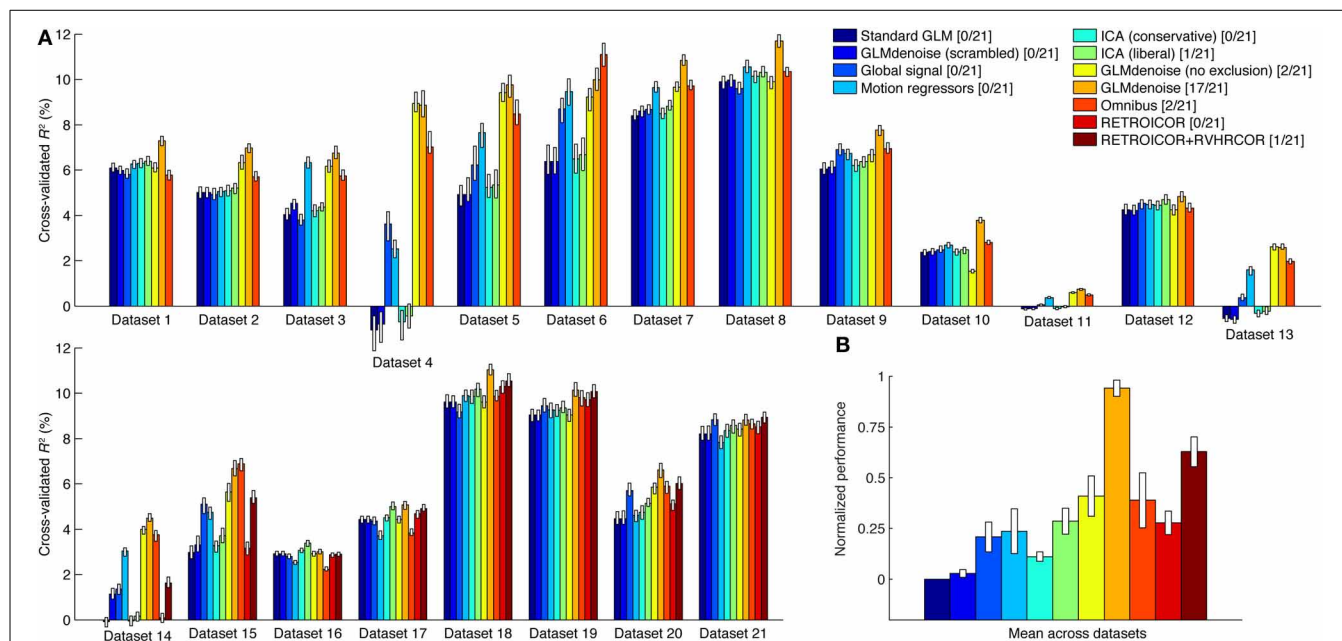 A
Cross-validated R² (%)
12
10
8
6
4
2
0
Standard GLM [0/21]
GLMdenoise (scrambled) [0/21]
Global signal [0/21]
Motion regressors [0/21]
ICA (conservative) [0/21]
ICA (liberal) [1/21]
GLMdenoise (no exclusion) [2/21]
GLMdenoise [17/21]
Omnibus [2/21]
RETROICOR [0/21]
RETROICOR+RVHRCOR [1/21]
Dataset 1
Dataset 2
Dataset 3
Dataset 4
Dataset 5
Dataset 6
Dataset 7
Dataset 8
Dataset 9
Dataset 10
Dataset 11
Dataset 12
Dataset 13
Cross-validated R² (%)
12
10
8
6
4
2
0
Dataset 14
Dataset 15
Dataset 16
Dataset 17
Dataset 18
Dataset 19
Dataset 20
Dataset 21
B
Normalized performance
1
0.75
0.5
0.25
0
Mean across datasets